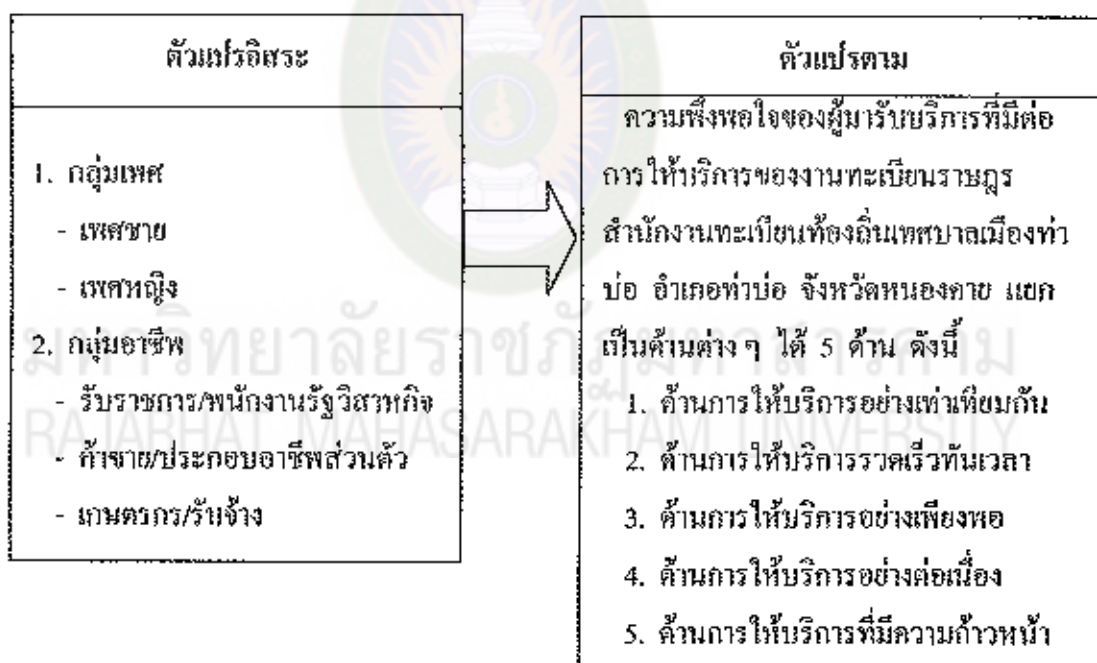 ตัวแปรอิสระ
1. กลุ่มเพศ
- เพศชาย
- เพศหญิง
2. กลุ่มอาชีพ
- รับราชการ/พนักงานรัฐวิสาหกิจ
- ค้าขาย/ประกอบอาชีพส่วนตัว
- เกษตรกร/รับจ้าง
ตัวแปรตาม
ความพึงพอใจของผู้มารับบริการที่มีต่อ
การให้บริการของงานทะเบียนราษฎร
สำนักงานทะเบียนท้องถิ่นเทศบาลเมืองท่า
บ่อ อำเภอท่าบ่อ จังหวัดหนองคาย แยก
เป็นด้านต่าง ๆ ได้ 5 ด้าน ดังนี้
1. ด้านการให้บริการอย่างเท่าเทียมกัน
2. ด้านการให้บริการรวดเร็วทันเวลา
3. ด้านการให้บริการอย่างเพียงพอ
4. ด้านการให้บริการอย่างต่อเนื่อง
5. ด้านการให้บริการที่มีความก้าวหน้า
มหาวิทยาลัยราชภัฏมหาสารคาม
RAJABHAT MAHASARAKHAM UNIVERSITY